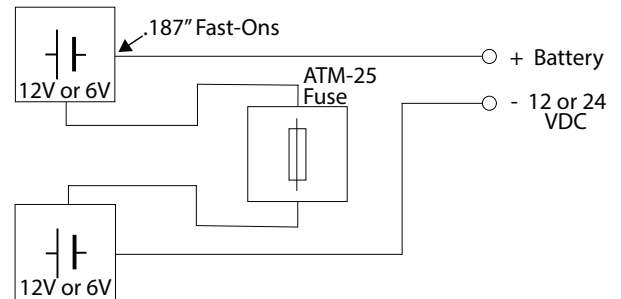 .187” Fast-Ons
12V or 6V
ATM-25
Fuse
+ Battery
- 12 or 24
VDC
12V or 6V